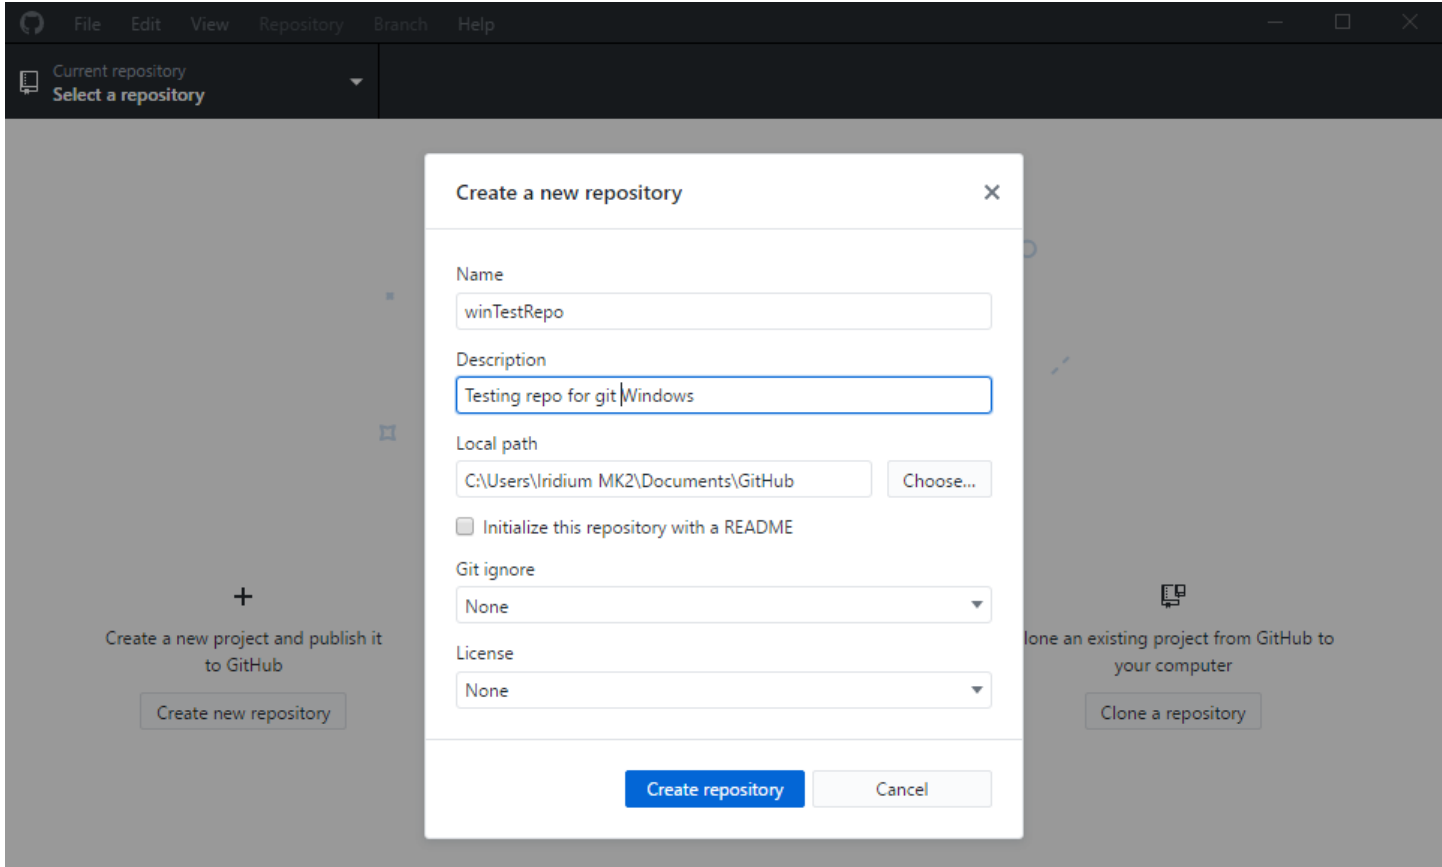 File Edit View Repository Branch Help
Current repository
Select a repository
Create a new repository
Name
winTestRepo
Description
Testing repo for git Windows
Local path
C:\Users\Iridium MK2\Documents\GitHub
Choose...
Initialize this repository with a README
Git ignore
None
License
None
Create repository
Cancel
Create a new project and publish it
to GitHub
Create new repository
lone an existing project from GitHub to
your computer
Clone a repository